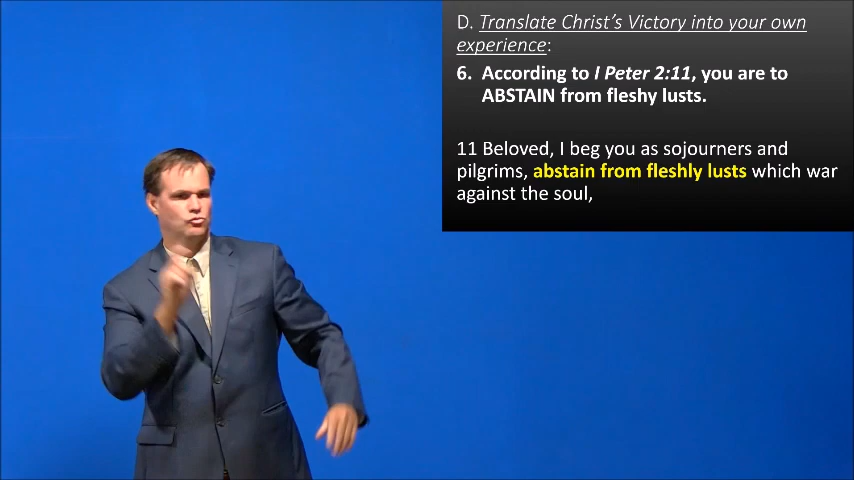 D. Translate Christ's Victory into your own
experience:
6. According to I Peter 2:11, you are to
ABSTAIN from fleshy lusts.
11 Beloved, I beg you as sojourners and
pilgrims, abstain from fleshly lusts which war
against the soul,